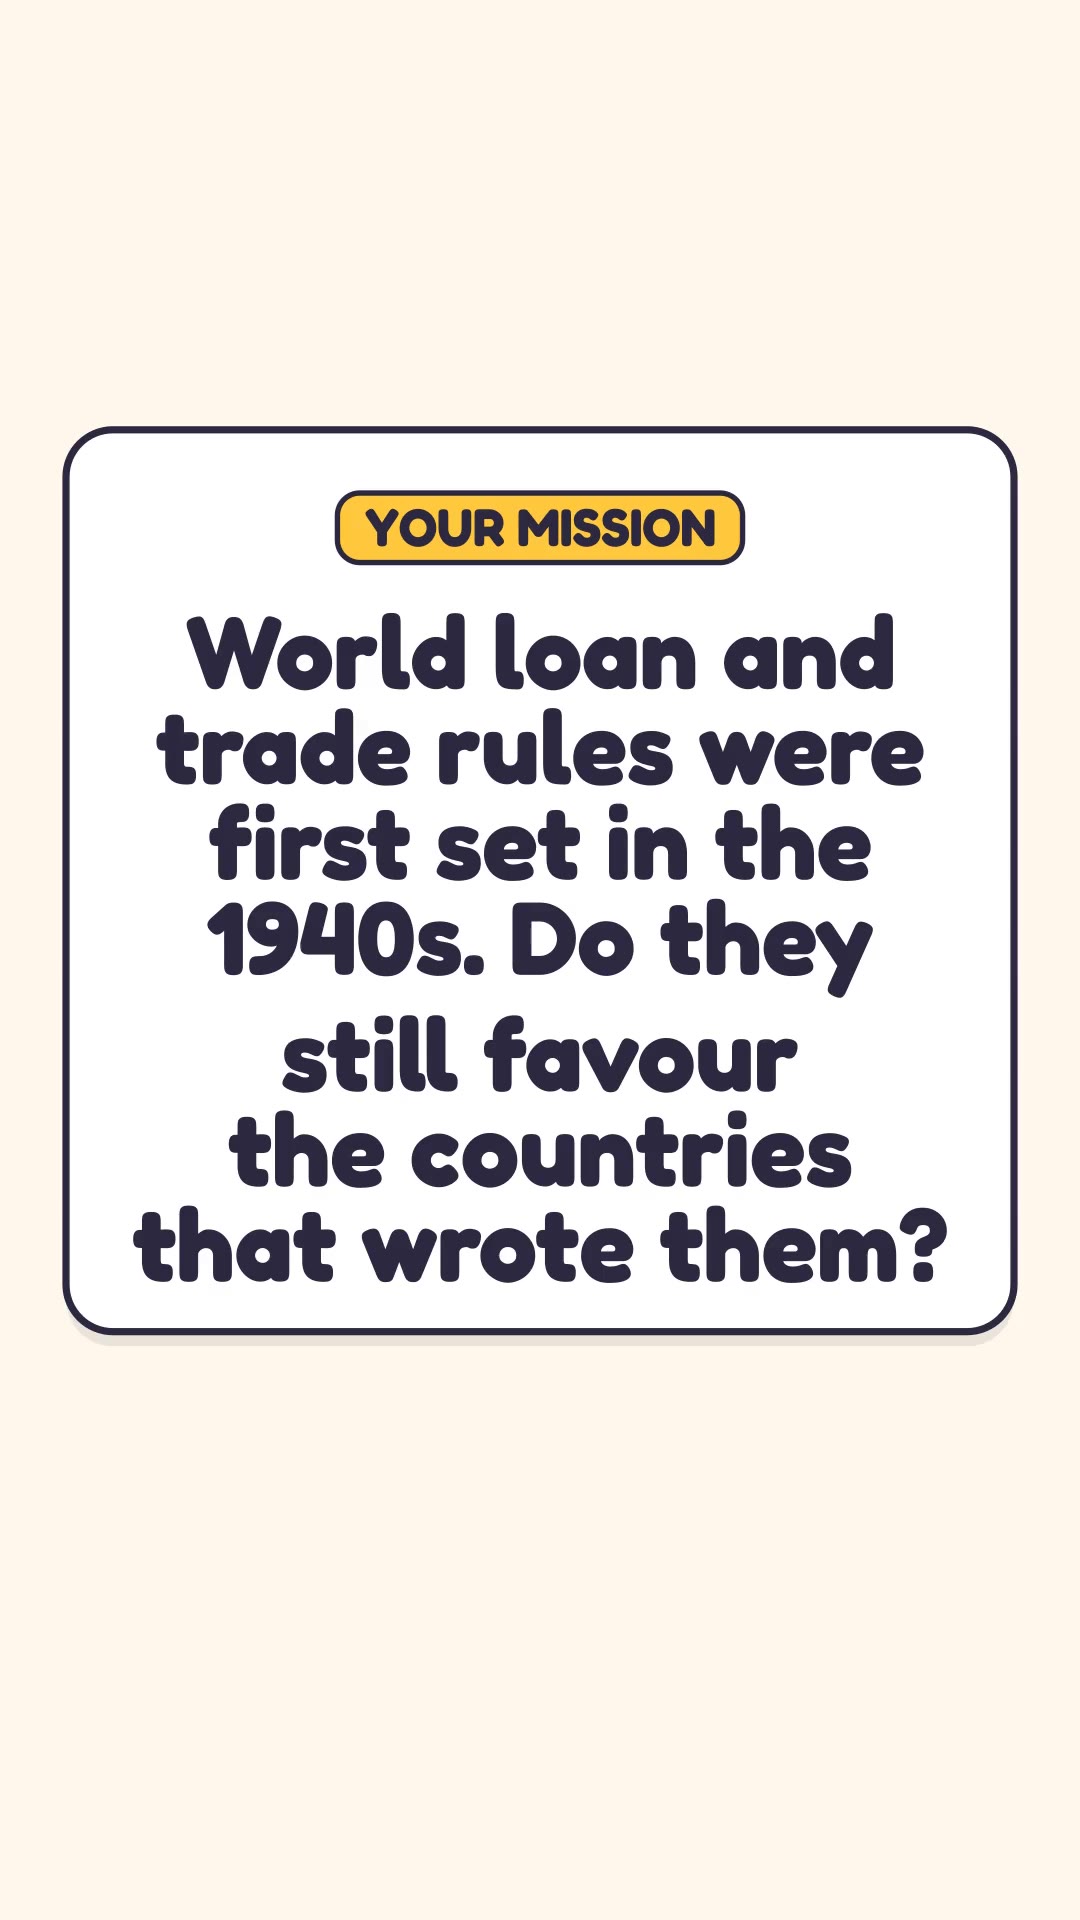 YOUR MISSION
World loan and
trade rules were
first set in the
1940s. Do they
still favour
the countries
that wrote them?